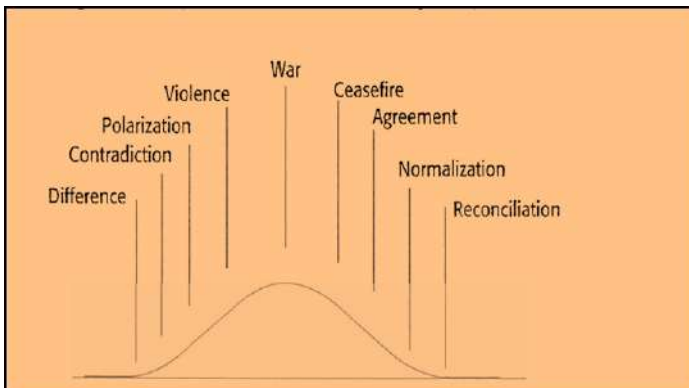 War
Violence
Ceasefire
Agreement
Polarization
Contradiction
Normalization
Difference
Reconciliation